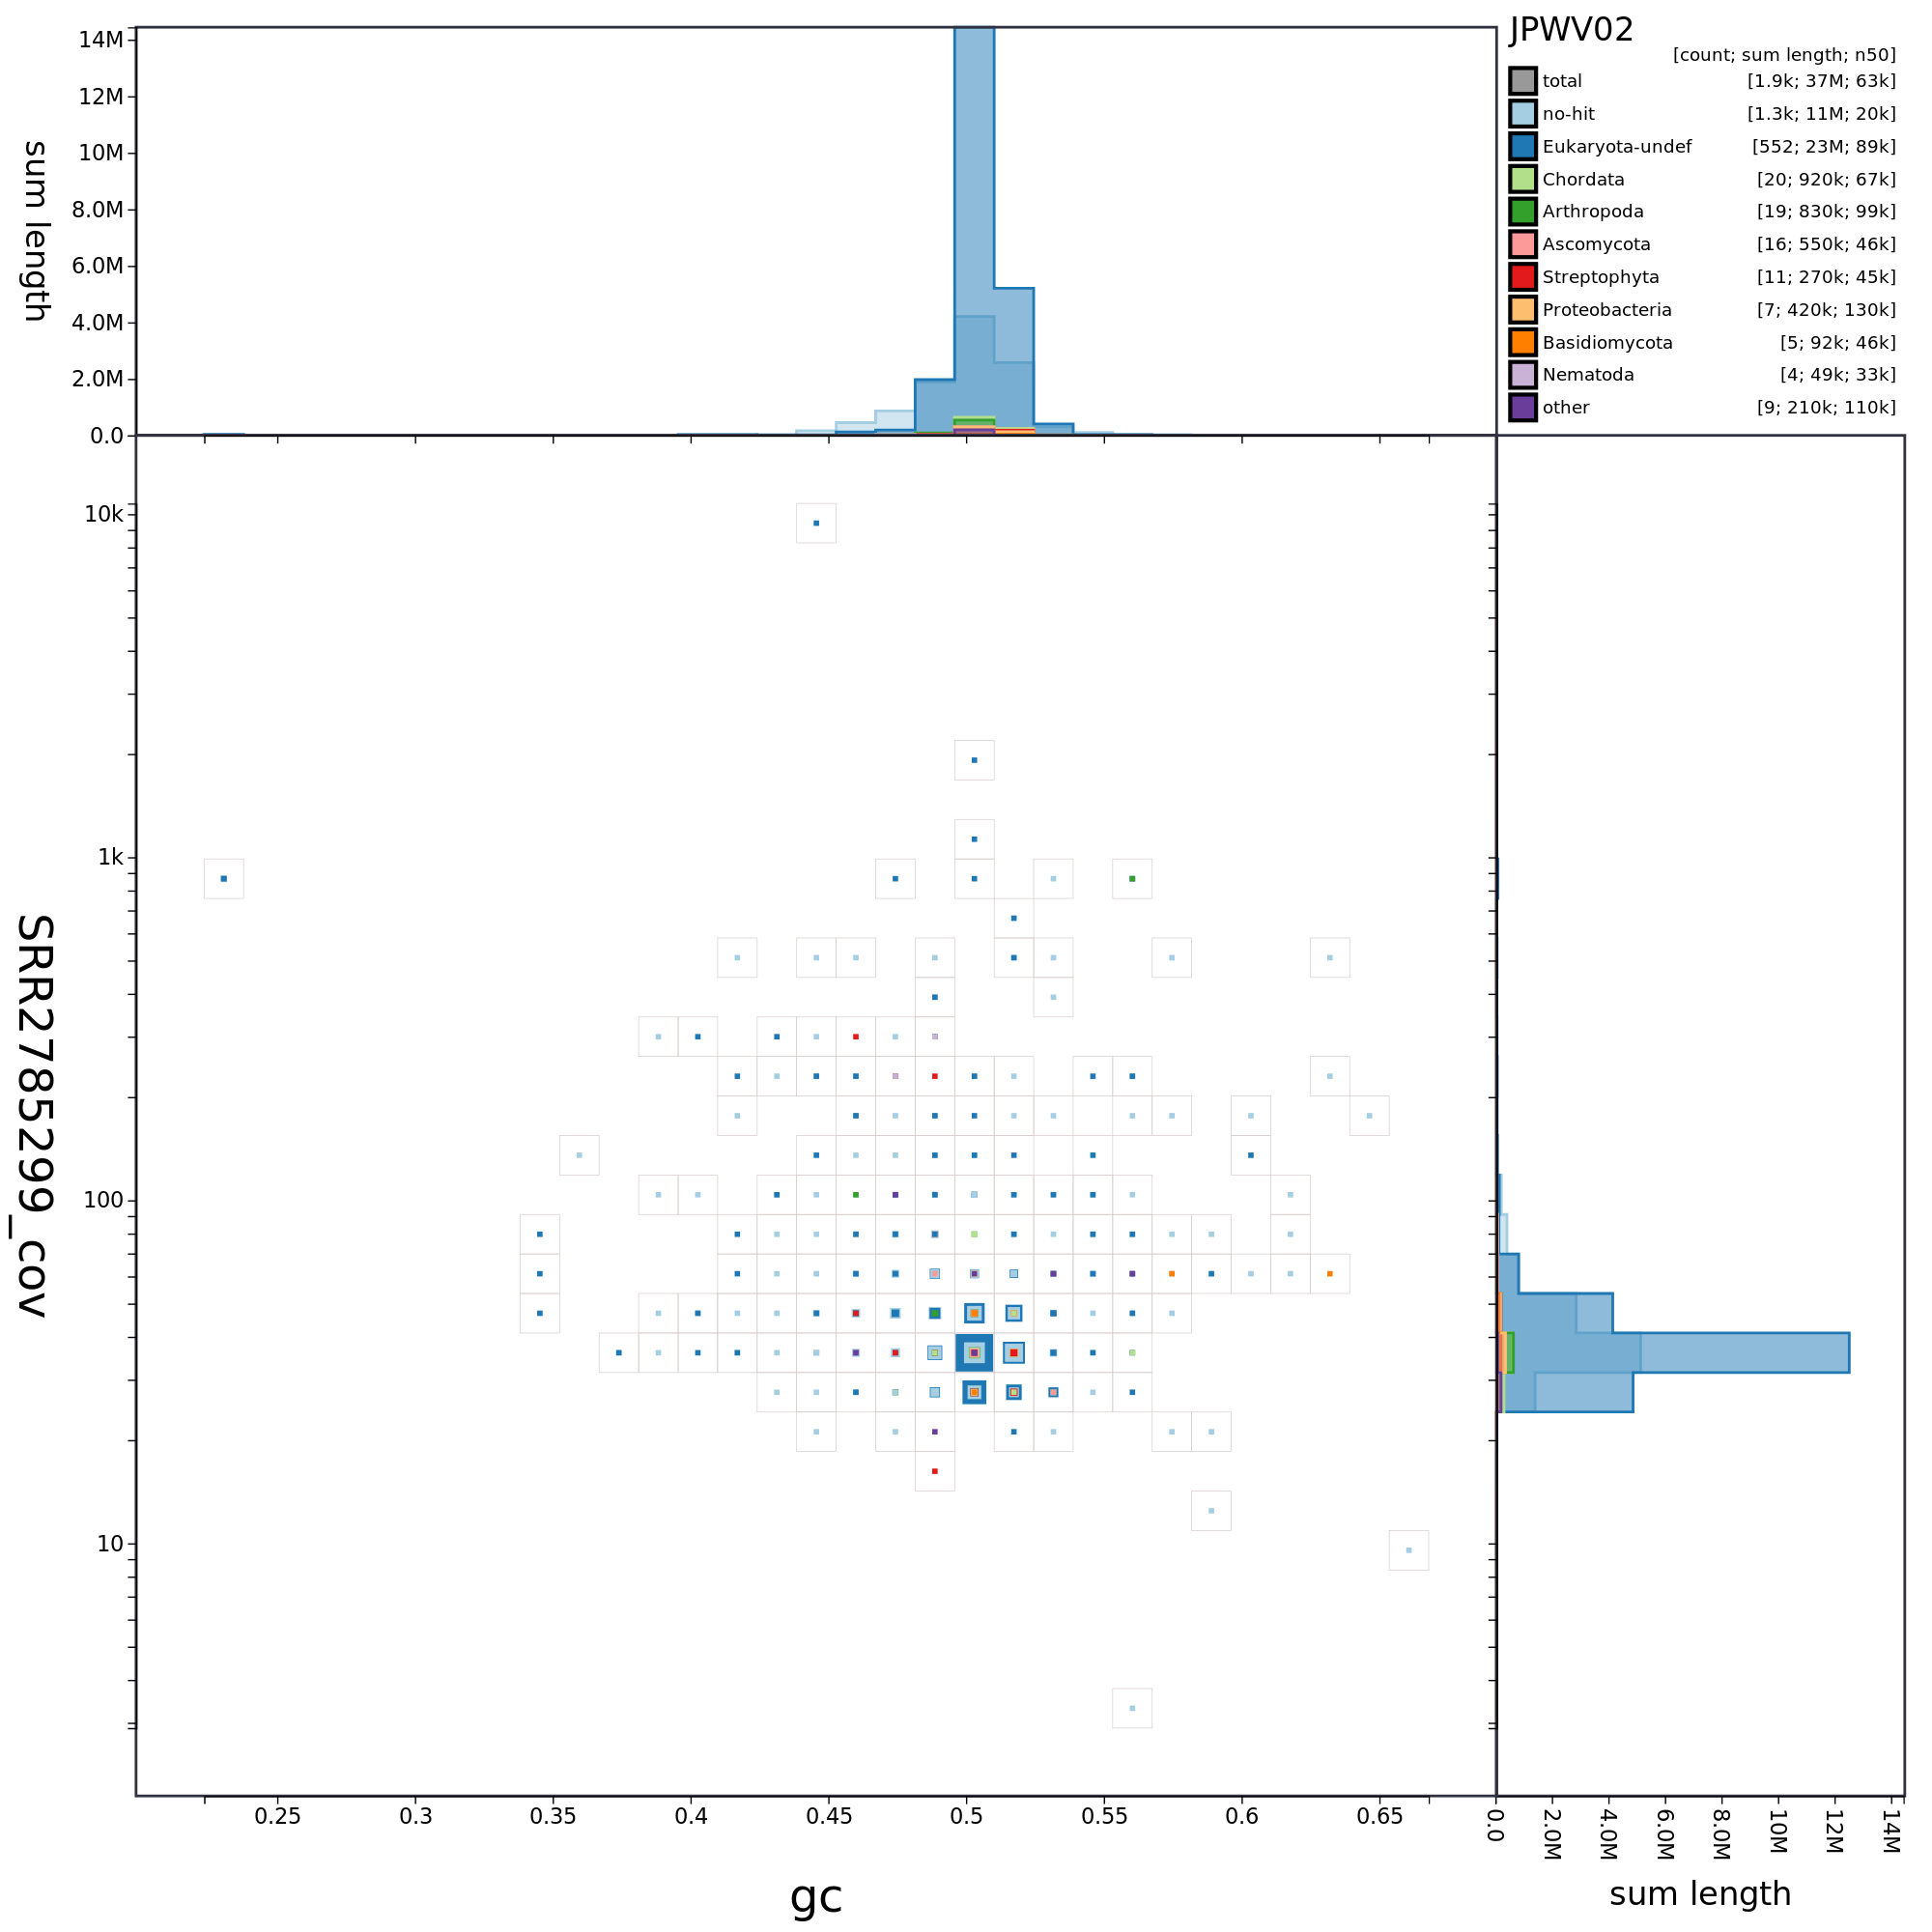 JPWV02
[count; sum length; n50]
total [1.9k; 37M; 63k]
no-hit [1.3k; 11M; 20k]
Eukaryota-undef [552; 23M; 89k]
Chordata [20; 920k; 67k]
Arthropoda [19; 830k; 99k]
Ascomycota [16; 550k; 46k]
Streptophyta [11; 270k; 45k]
Proteobacteria [7; 420k; 130k]
Basidiomycota [5; 92k; 46k]
Nematoda [4; 49k; 33k]
other [9; 210k; 110k]
sum length
14M
12M
10M
8.0M
6.0M
4.0M
2.0M
0.0
SRR2785299_cov
10k
1k
100
10
0.25 0.3 0.35 0.4 0.45 0.5 0.55 0.6 0.65
gc
0.0 2.0M 4.0M 6.0M 8.0M 10M 12M 14M
sum length